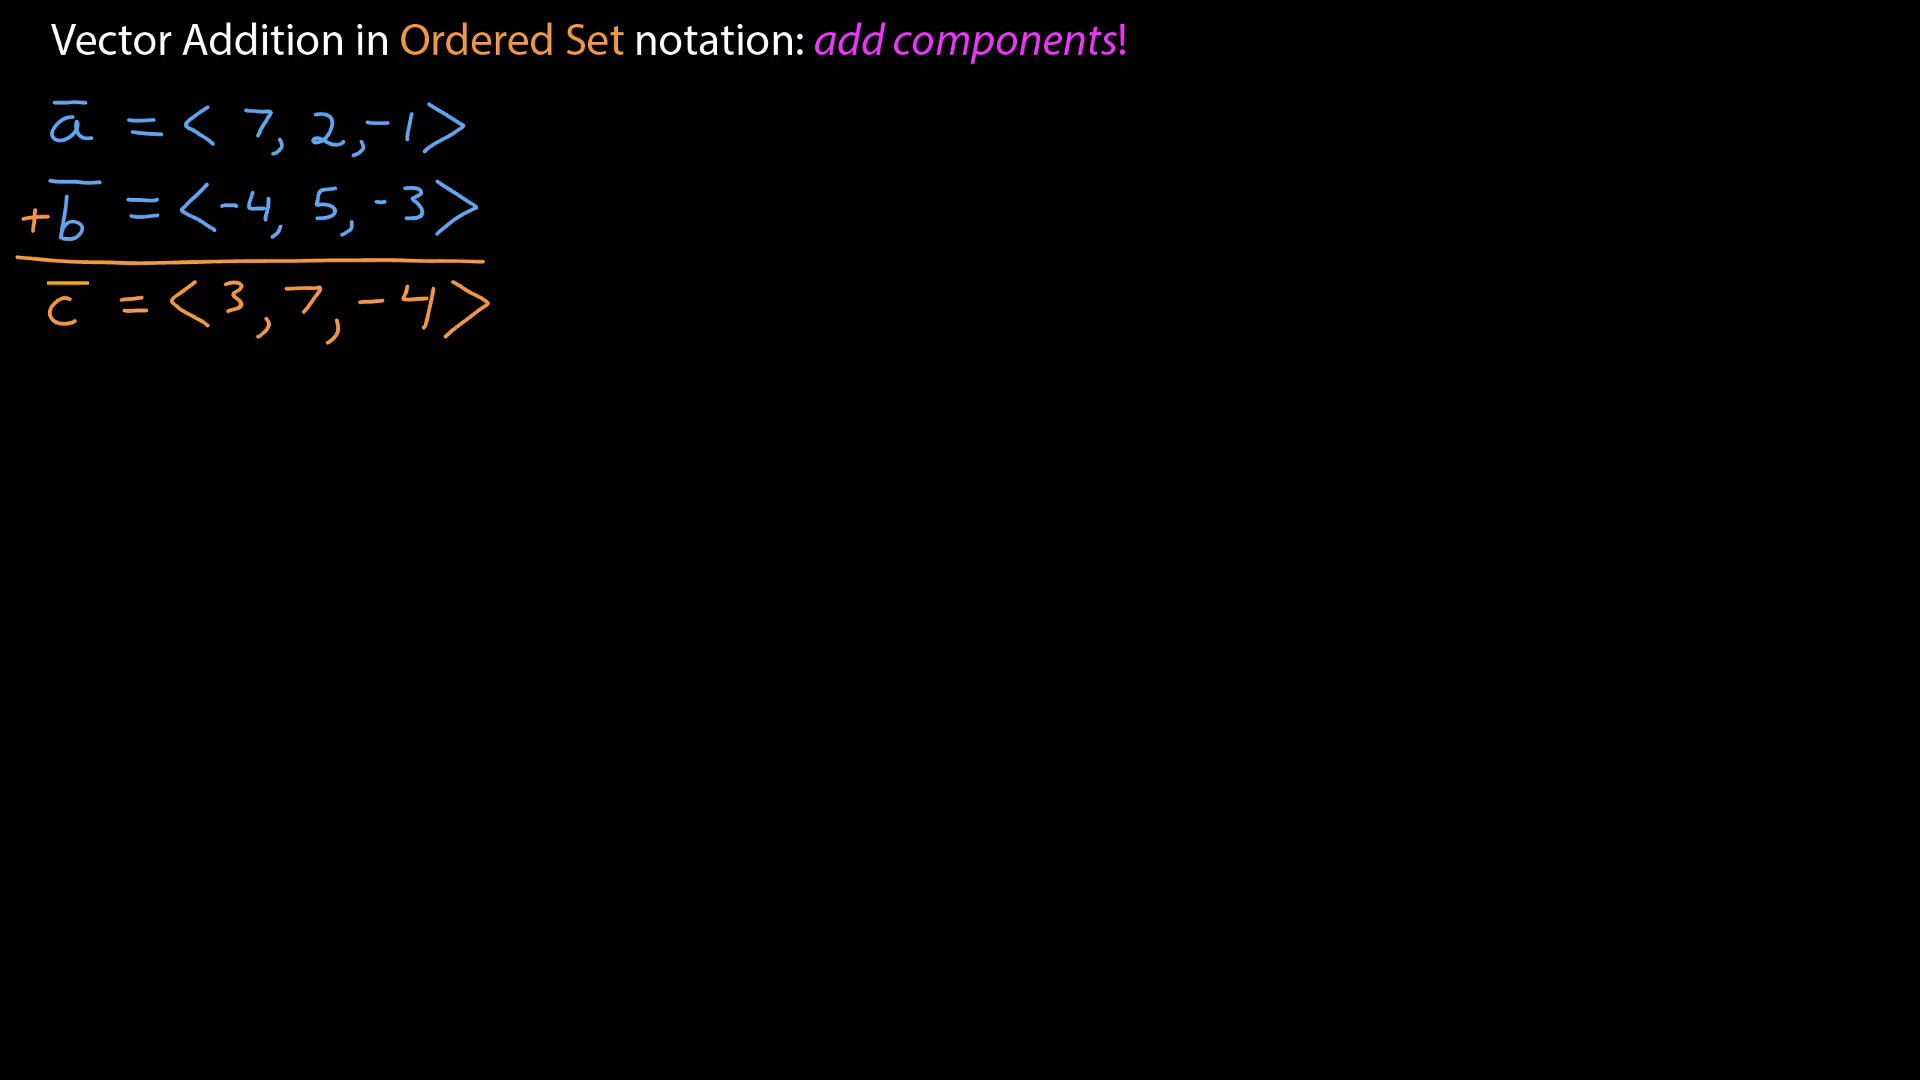 Vector Addition in Ordered Set notation: add components!
a̅ = < 7, 2, -1 >
+ b̅ = < -4, 5, -3 >
c̅ = < 3, 7, -4 >